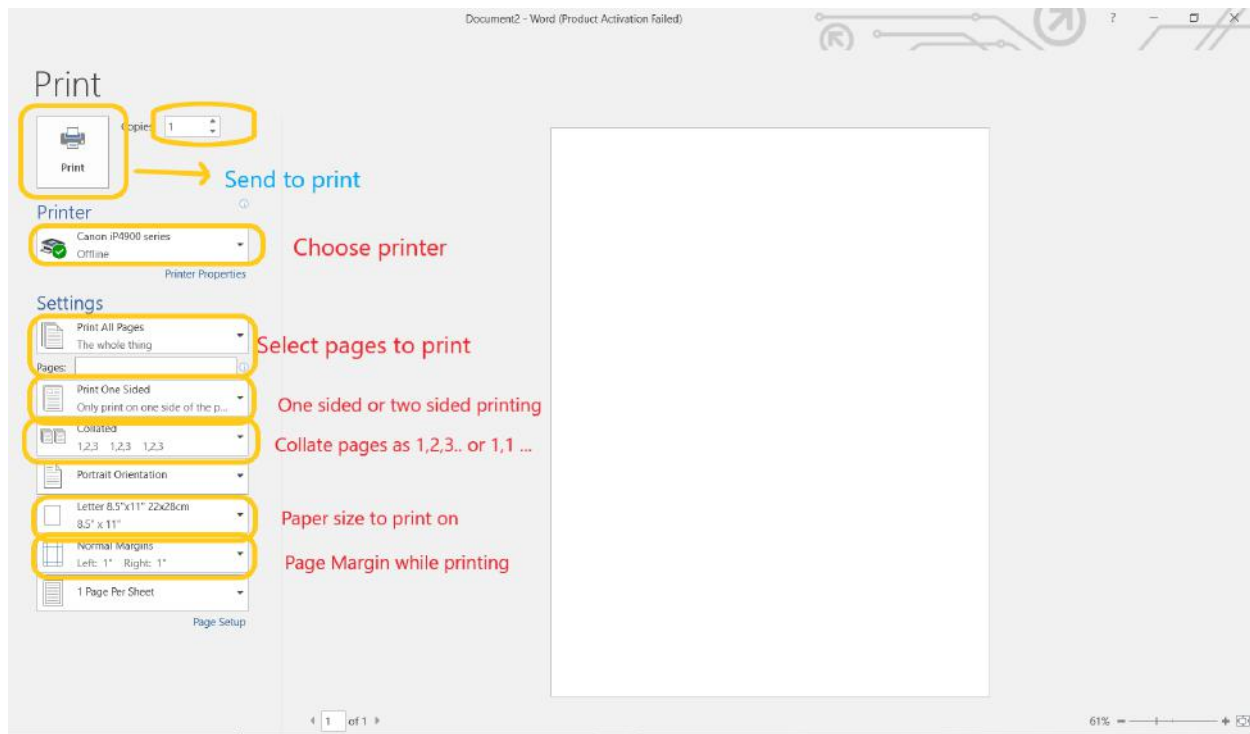 Document2 - Word (Product Activation Failed)
?
Print
Copies: 1
Print
Send to print
Printer
Canon iP4900 series
Offline
Choose printer
Printer Properties
Settings
Print All Pages
The whole thing
Select pages to print
Pages:
Print One Sided
Only print on one side of the p...
One sided or two sided printing
Collated
1,2,3 1,2,3 1,2,3
Collate pages as 1,2,3.. or 1,1 ...
Portrait Orientation
Letter 8.5"x11" 22x28cm
8.5" x 11"
Paper size to print on
Normal Margins
Left: 1" Right: 1"
Page Margin while printing
1 Page Per Sheet
Page Setup
1 of 1
61%